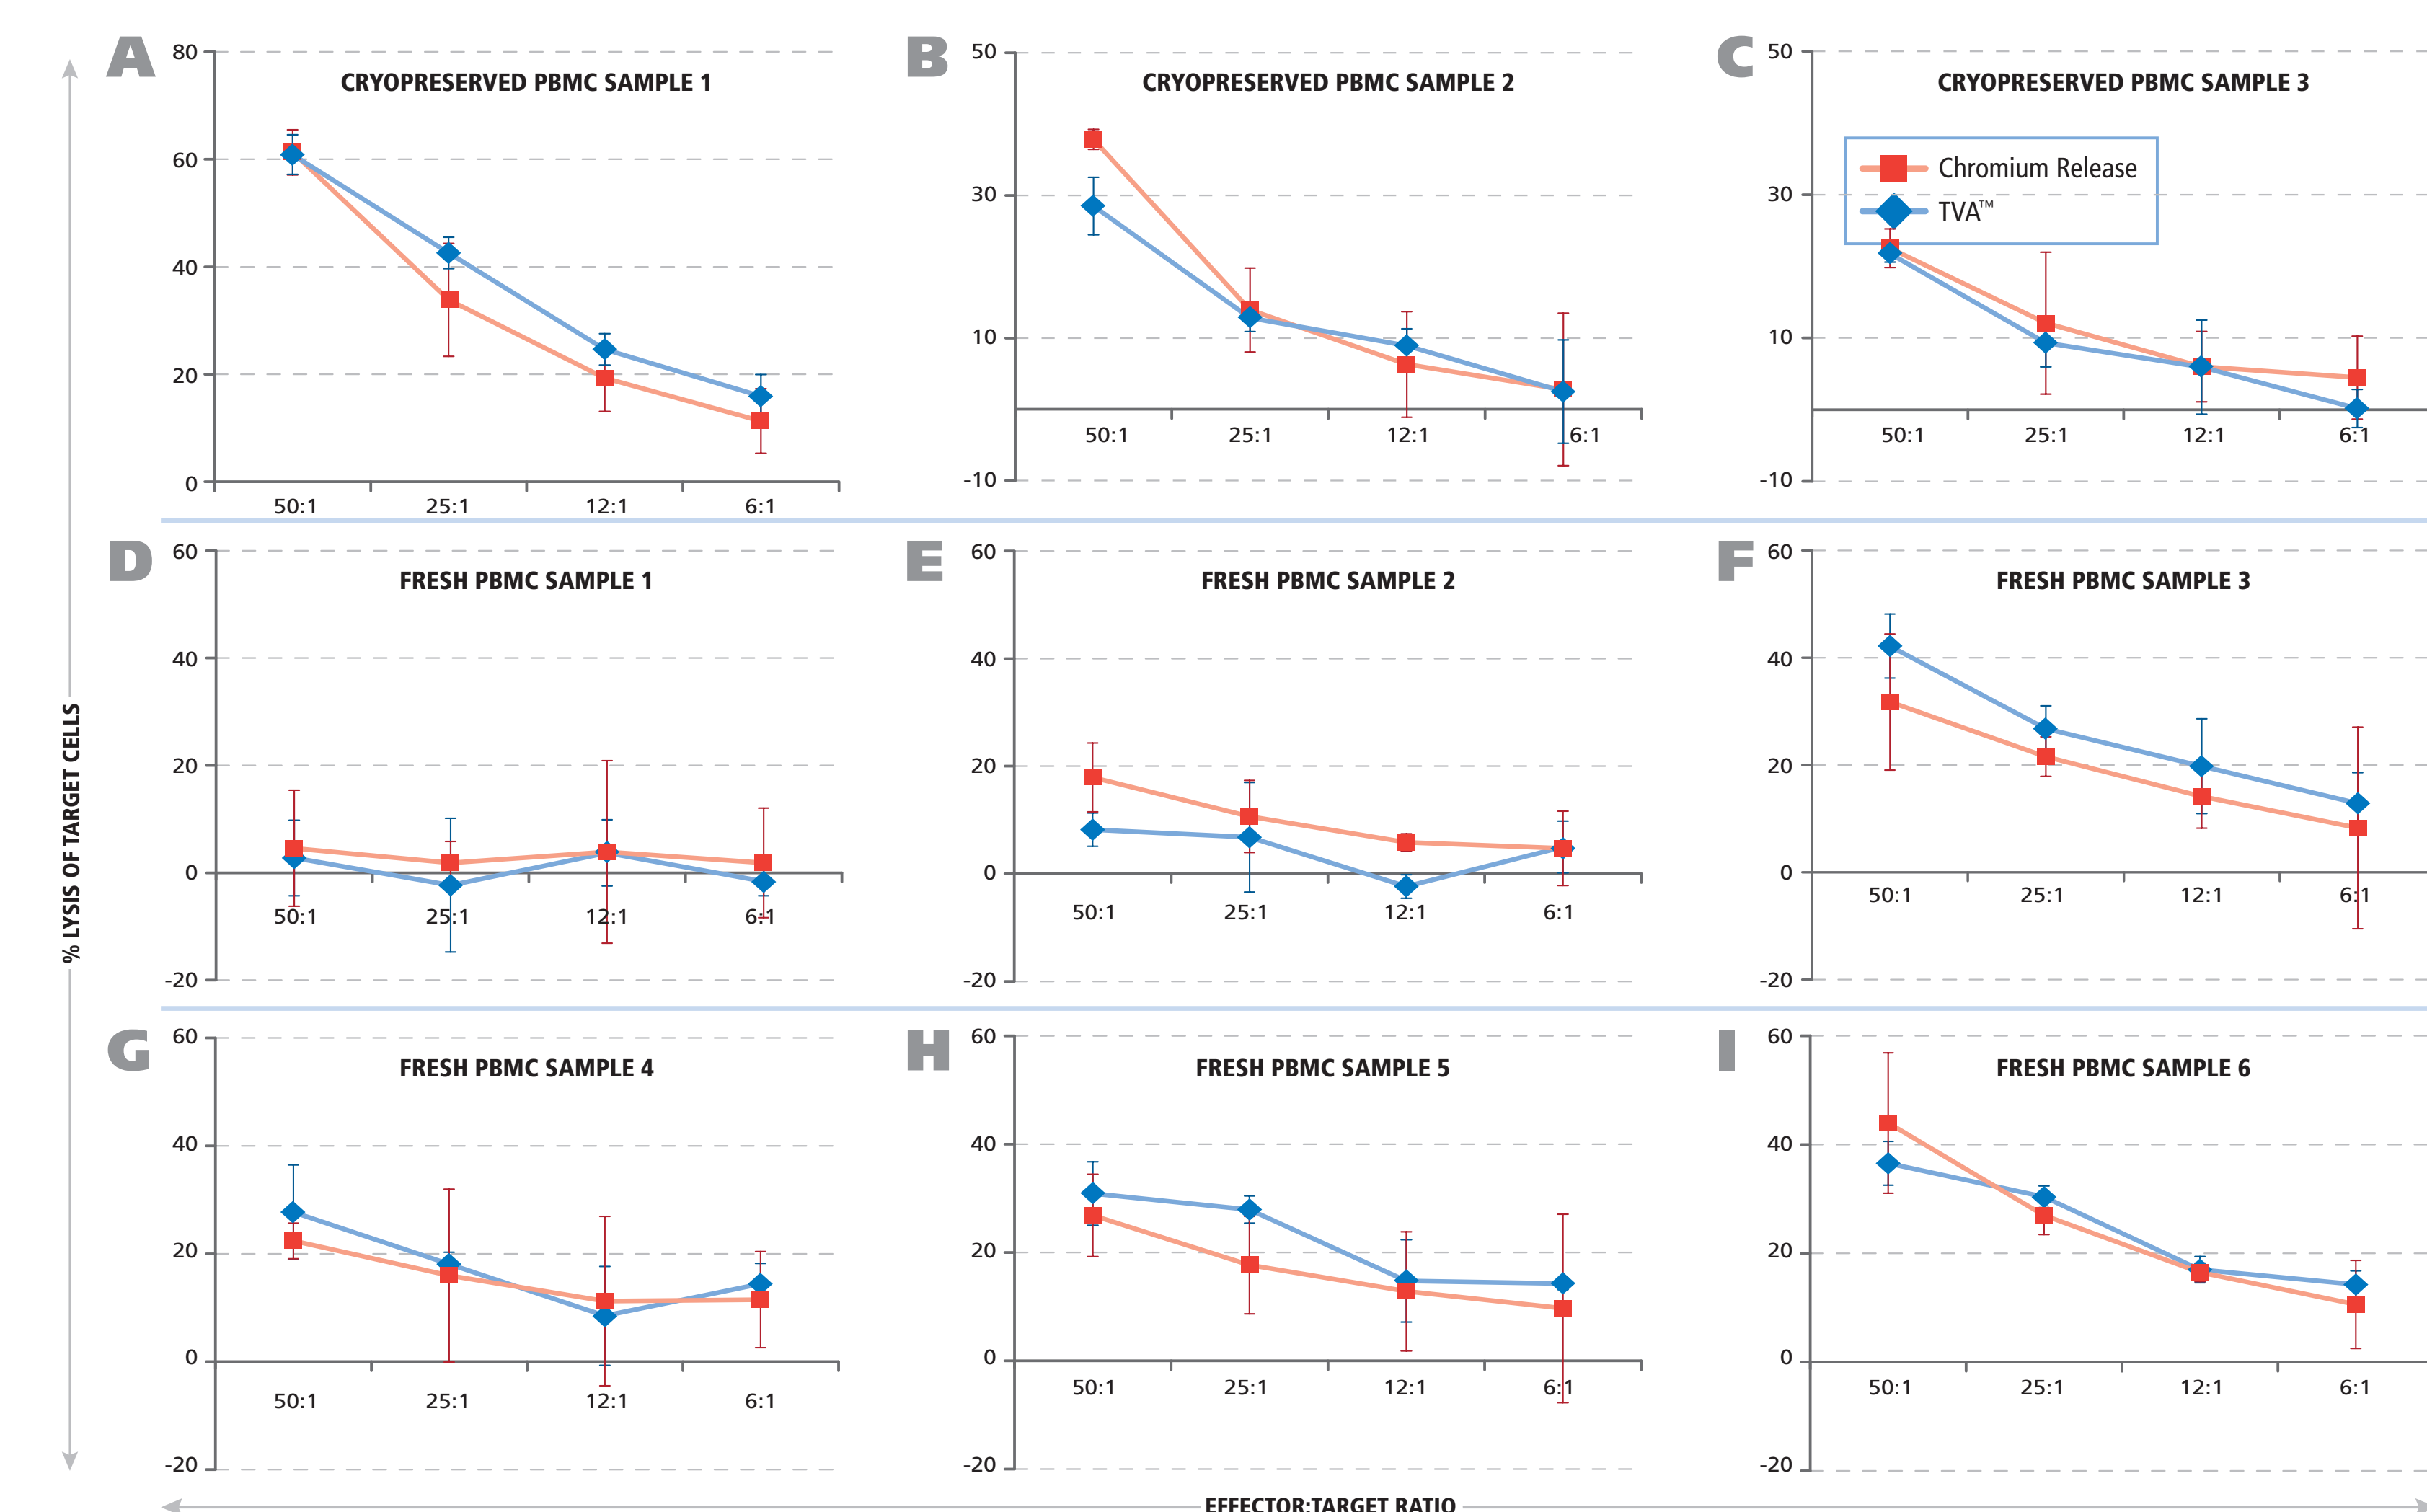 A
CRYOPRESERVED PBMC SAMPLE 1
80
60
40
20
0
50:1 25:1 12:1 6:1
B
CRYOPRESERVED PBMC SAMPLE 2
50
30
10
-10
50:1 25:1 12:1 6:1
C
CRYOPRESERVED PBMC SAMPLE 3
50
30
10
-10
Chromium Release
TVA™
50:1 25:1 12:1 6:1
% LYSIS OF TARGET CELLS
D
FRESH PBMC SAMPLE 1
60
40
20
0
-20
50:1 25:1 12:1 6:1
E
FRESH PBMC SAMPLE 2
60
40
20
0
-20
50:1 25:1 12:1 6:1
F
FRESH PBMC SAMPLE 3
60
40
20
0
-20
50:1 25:1 12:1 6:1
G
FRESH PBMC SAMPLE 4
60
40
20
0
-20
50:1 25:1 12:1 6:1
H
FRESH PBMC SAMPLE 5
60
40
20
0
-20
50:1 25:1 12:1 6:1
I
FRESH PBMC SAMPLE 6
60
40
20
0
-20
50:1 25:1 12:1 6:1
EFFECTOR:TARGET RATIO